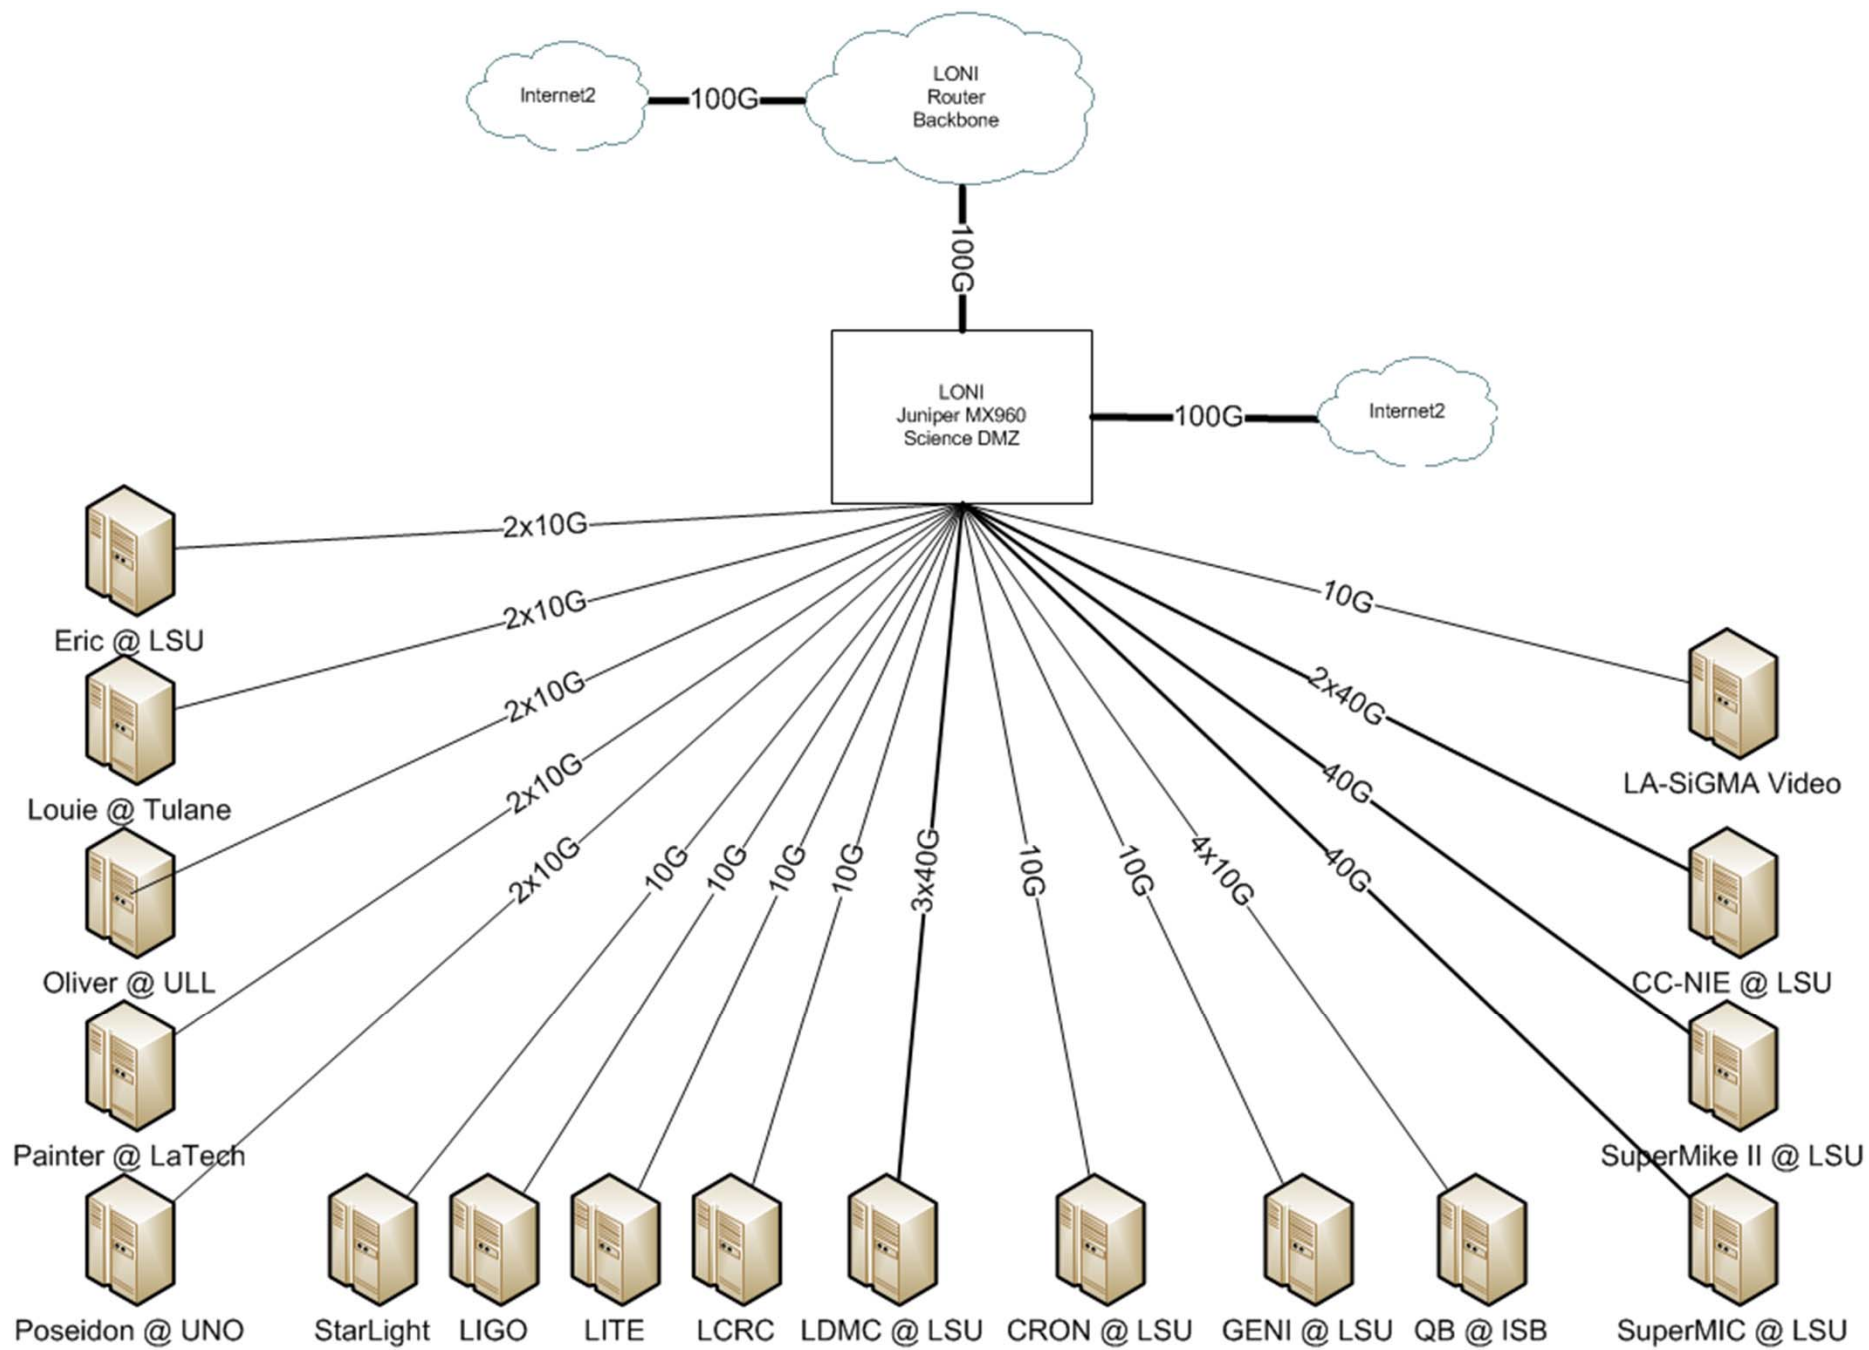 Internet2
100G
LONI
Router
Backbone
100G
LONI
Juniper MX960
Science DMZ
100G
Internet2
2x10G
Eric @ LSU
2x10G
Louie @ Tulane
2x10G
Oliver @ ULL
2x10G
Painter @ LaTech
2x10G
Poseidon @ UNO
10G
10G
10G
10G
3x40G
10G
10G
4x10G
40G
40G
2x40G
10G
LA-SiGMA Video
CC-NIE @ LSU
SuperMike II @ LSU
StarLight
LIGO
LITE
LCRC
LDMC @ LSU
CRON @ LSU
GENI @ LSU
QB @ ISB
SuperMIC @ LSU